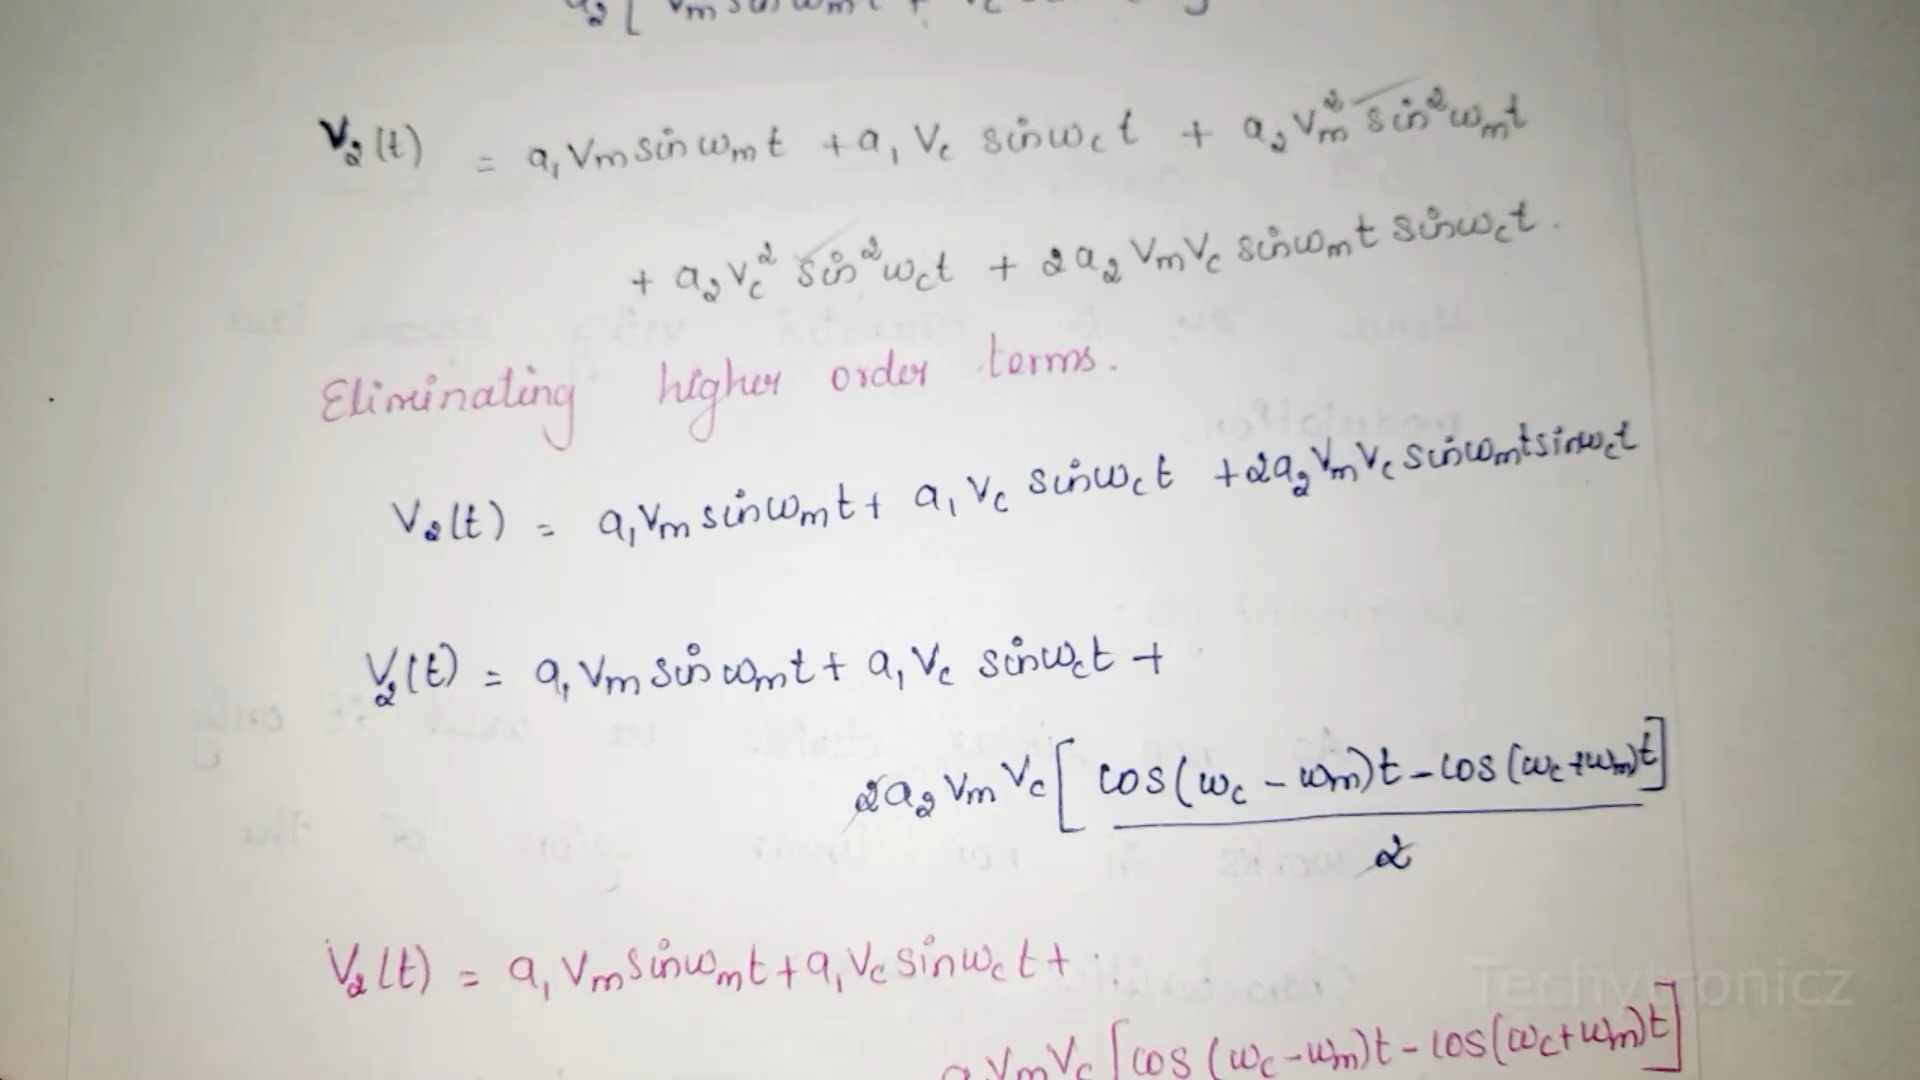 V₂(t) = a₁ Vm sin ωm t + a₁ Vc sin ωc t + a₂ Vm² sin² ωm t
+ a₂ Vc² sin² ωc t + 2 a₂ Vm Vc sin ωm t sin ωc t.
Eliminating higher order terms.
V₂(t) = a₁ Vm sin ωm t + a₁ Vc sin ωc t + 2a₂ Vm Vc sin ωm t sin ωc t
V₂(t) = a₁ Vm sin ωm t + a₁ Vc sin ωc t +
2a₂ Vm Vc [ cos (ωc - ωm)t - cos (ωc + ωm)t ]
2
V₂(t) = a₁ Vm sin ωm t + a₁ Vc sin ωc t +
a Vm Vc [ cos (ωc - ωm)t - cos (ωc + ωm)t ]
Techytronicz